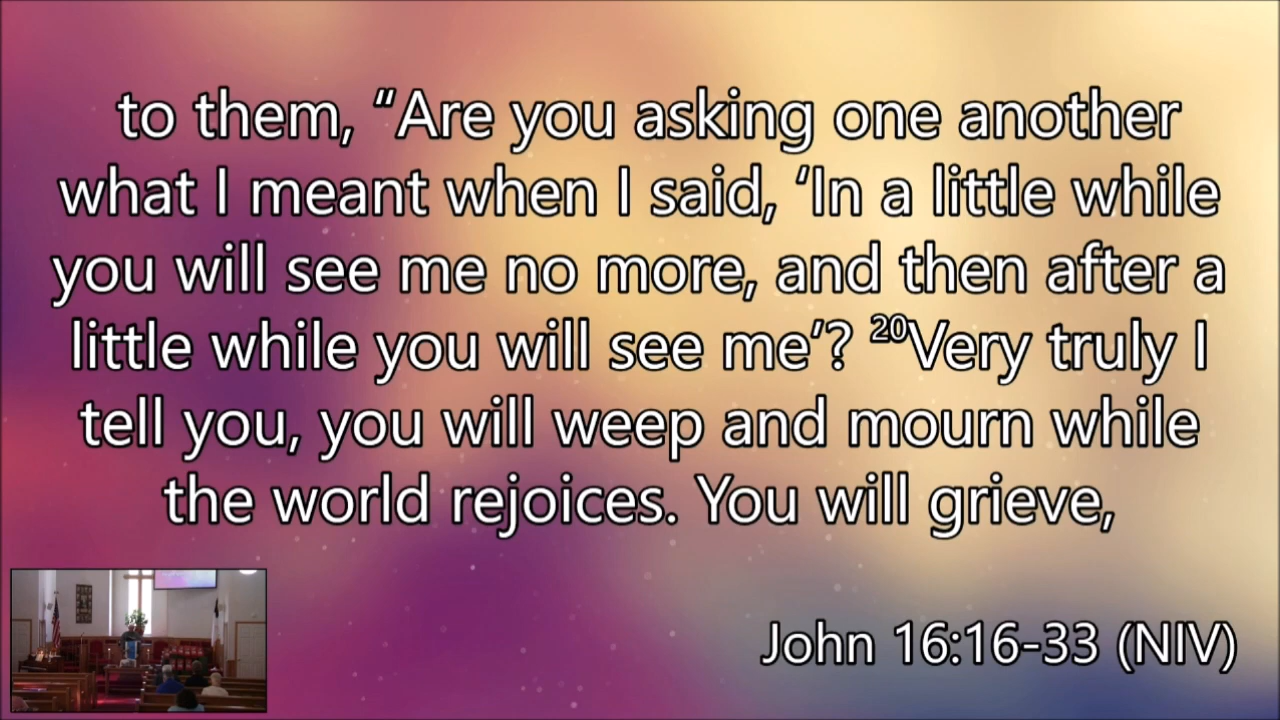 to them, “Are you asking one another
what I meant when I said, ‘In a little while
you will see me no more, and then after a
little while you will see me’? ²⁰Very truly I
tell you, you will weep and mourn while
the world rejoices. You will grieve,
John 16:16-33 (NIV)